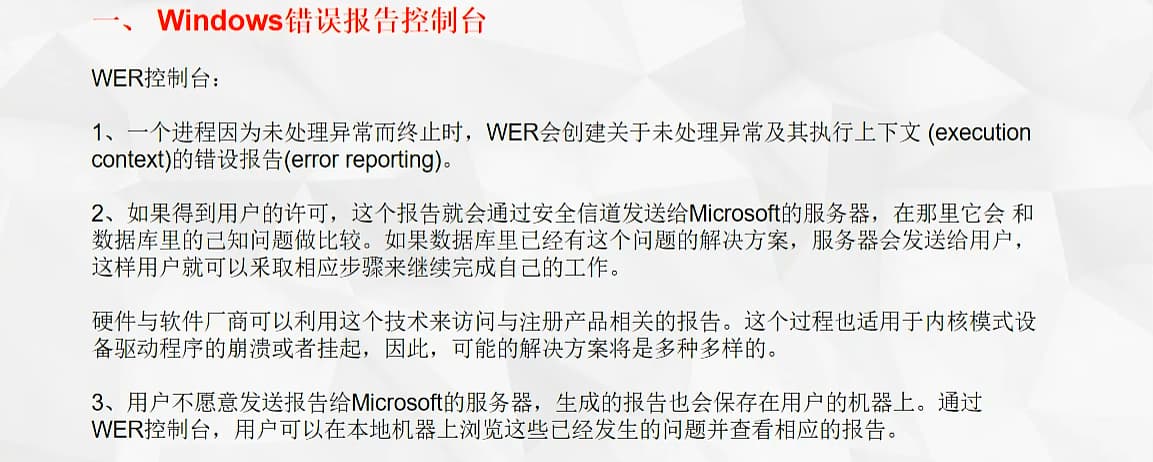 一、 Windows错误报告控制台
WER控制台：
1、一个进程因为未处理异常而终止时，WER会创建关于未处理异常及其执行上下文 (execution
context)的错设报告(error reporting)。
2、如果得到用户的许可，这个报告就会通过安全信道发送给Microsoft的服务器，在那里它会 和
数据库里的己知问题做比较。如果数据库里已经有这个问题的解决方案，服务器会发送给用户，
这样用户就可以采取相应步骤来继续完成自己的工作。
硬件与软件厂商可以利用这个技术来访问与注册产品相关的报告。这个过程也适用于内核模式设
备驱动程序的崩溃或者挂起，因此，可能的解决方案将是多种多样的。
3、用户不愿意发送报告给Microsoft的服务器，生成的报告也会保存在用户的机器上。通过
WER控制台，用户可以在本地机器上浏览这些已经发生的问题并查看相应的报告。